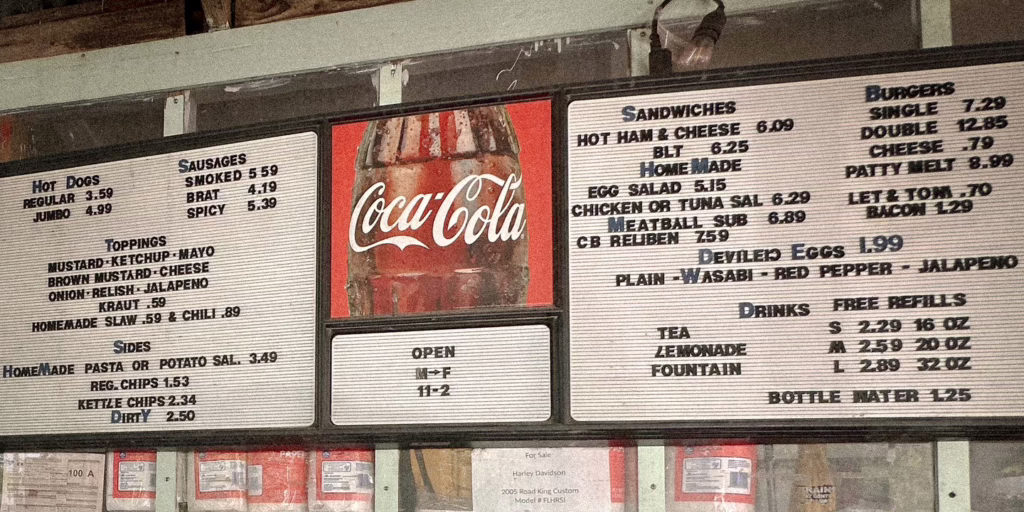 HOT DOGS
REGULAR 3.59
JUMBO 4.99
SAUSAGES
SMOKED 5 59
BRAT 4.19
SPICY 5.39
TOPPINGS
MUSTARD·KETCHUP·MAYO
BROWN MUSTARD·CHEESE
ONION·RELISH·JALAPENO
KRAUT .59
HOMEMADE SLAW .59 & CHILI .89
SIDES
HOMEMADE PASTA OR POTATO SAL. 3.49
REG. CHIPS 1.53
KETTLE CHIPS 2.34
DIRTY 2.50
Coca-Cola
OPEN
M→F
11-2
SANDWICHES
HOT HAM & CHEESE 6.09
BLT 6.25
HOMEMADE
EGG SALAD 5.15
CHICKEN OR TUNA SAL 6.29
MEATBALL SUB 6.89
CB REUBEN 7.59
BURGERS
SINGLE 7.29
DOUBLE 12.85
CHEESE .79
PATTY MELT 8.99
LET & TOM .70
BACON 1.29
DEVILED EGGS 1.99
PLAIN - WASABI - RED PEPPER - JALAPENO
DRINKS FREE REFILLS
TEA S 2.29 16 OZ
LEMONADE M 2.59 20 OZ
FOUNTAIN L 2.89 32 OZ
BOTTLE WATER 1.25
100 A
For Sale
Harley Davidson
2005 Road King Custom
Model # FLHRSI